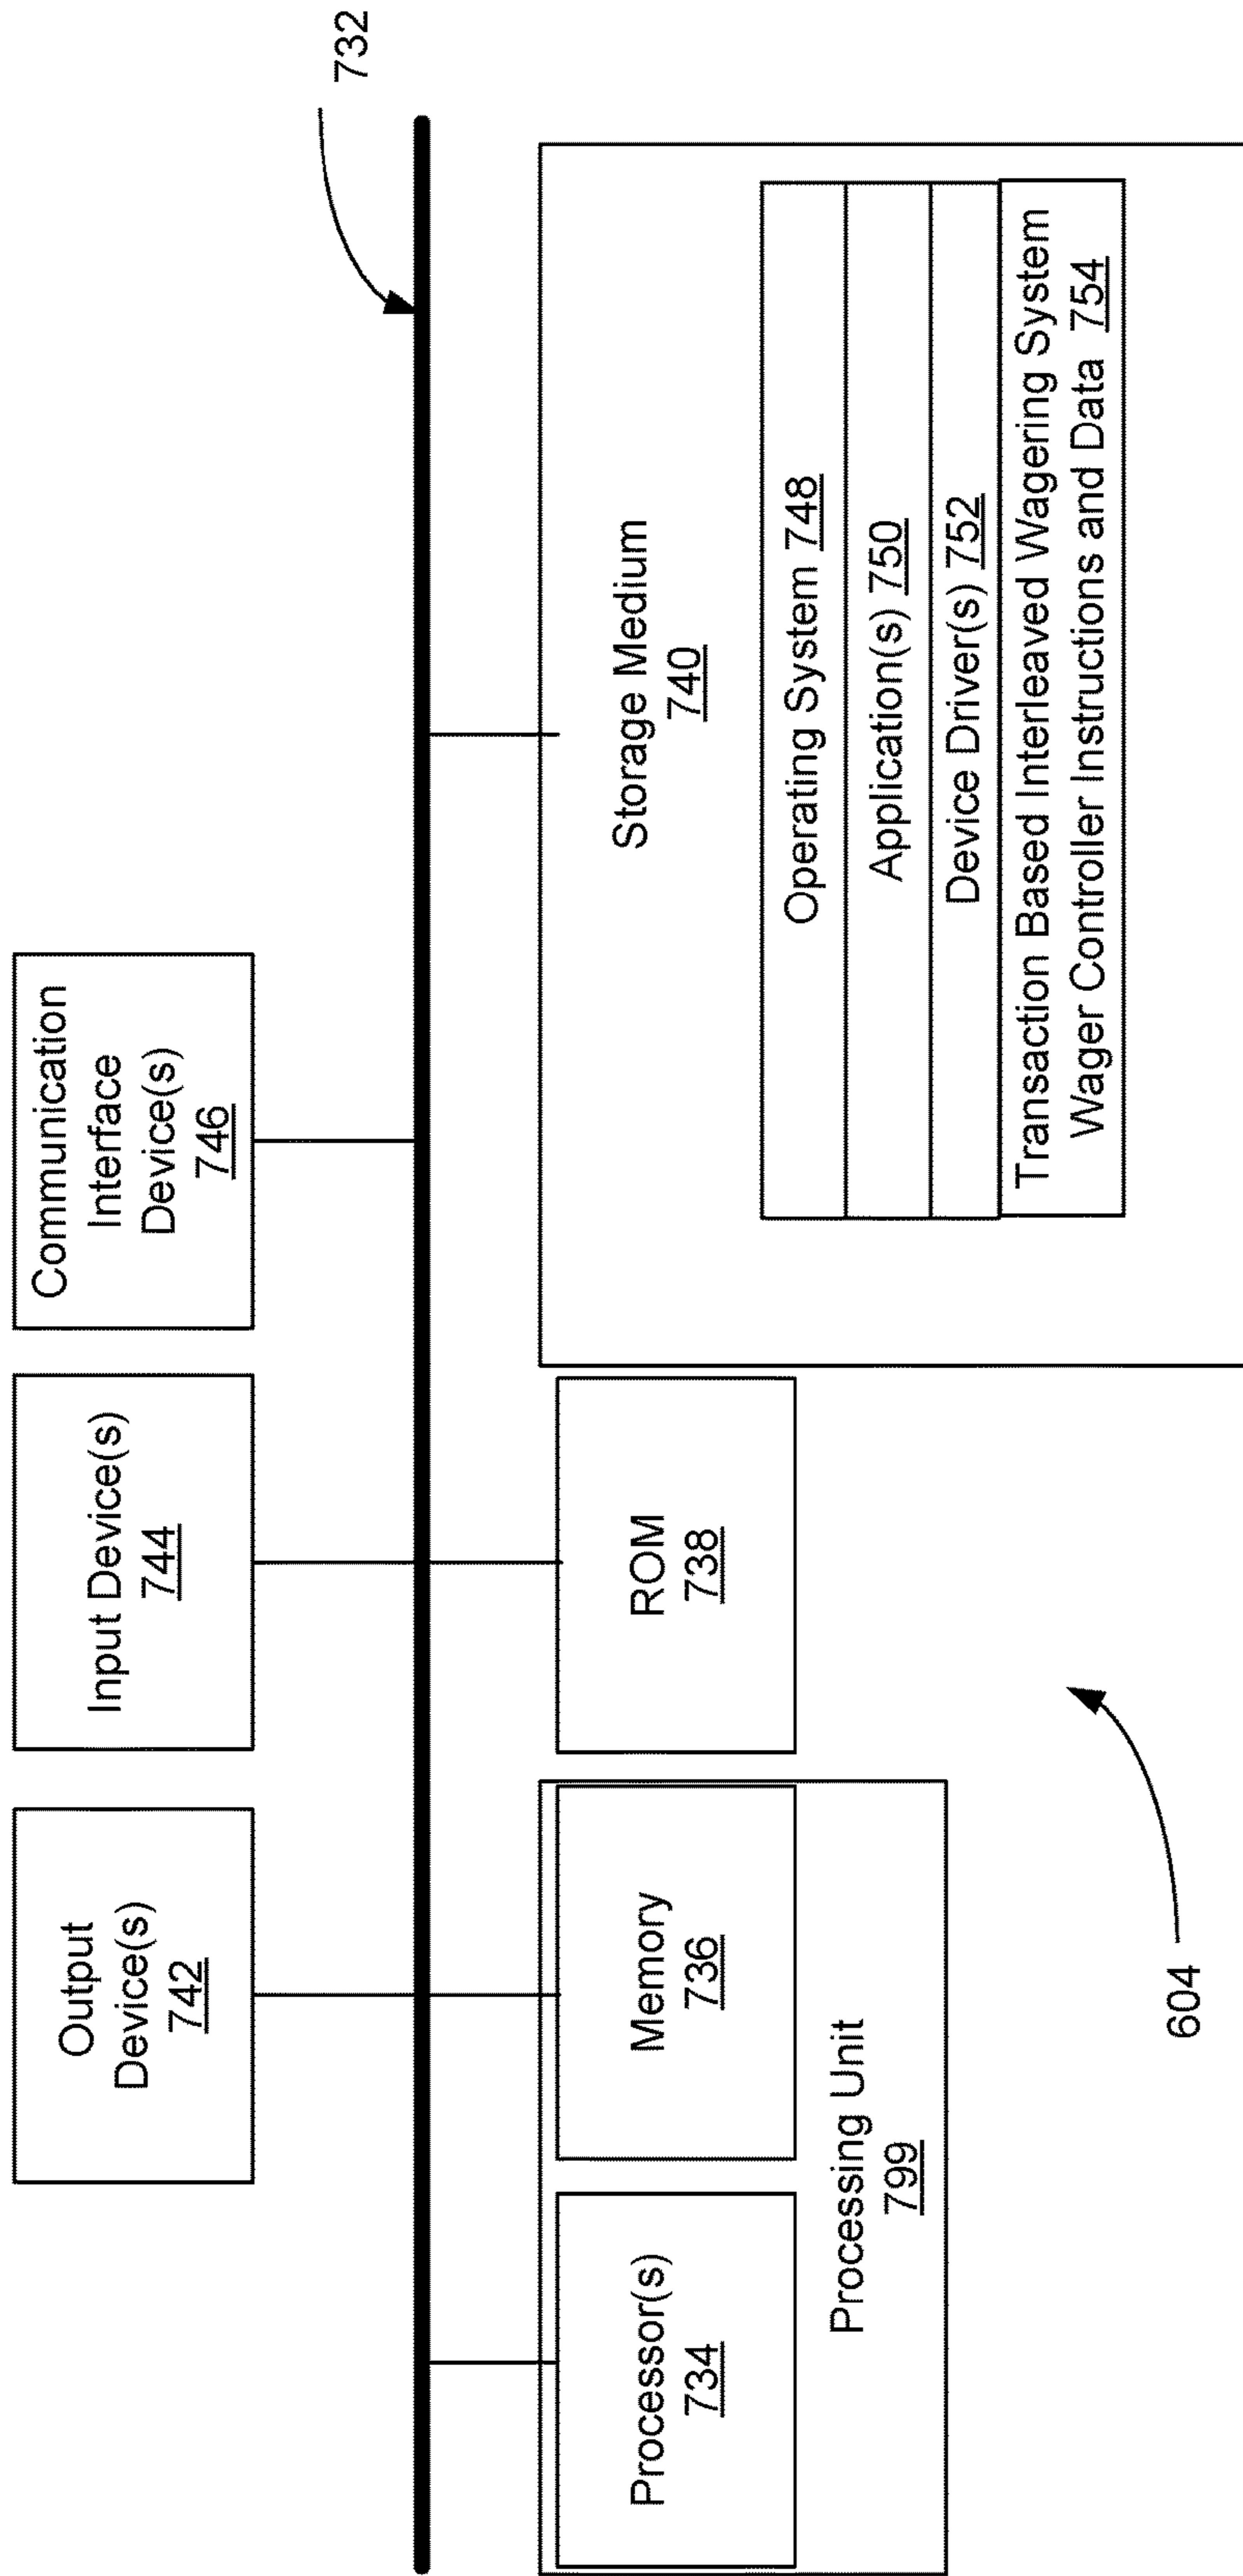 732
Output
Device(s)
742
Input Device(s)
744
Communication
Interface
Device(s)
746
Processor(s)
734
Memory
736
Processing Unit
799
ROM
738
Storage Medium
740
Operating System 748
Application(s) 750
Device Driver(s) 752
Transaction Based Interleaved Wagering System
Wager Controller Instructions and Data 754
604